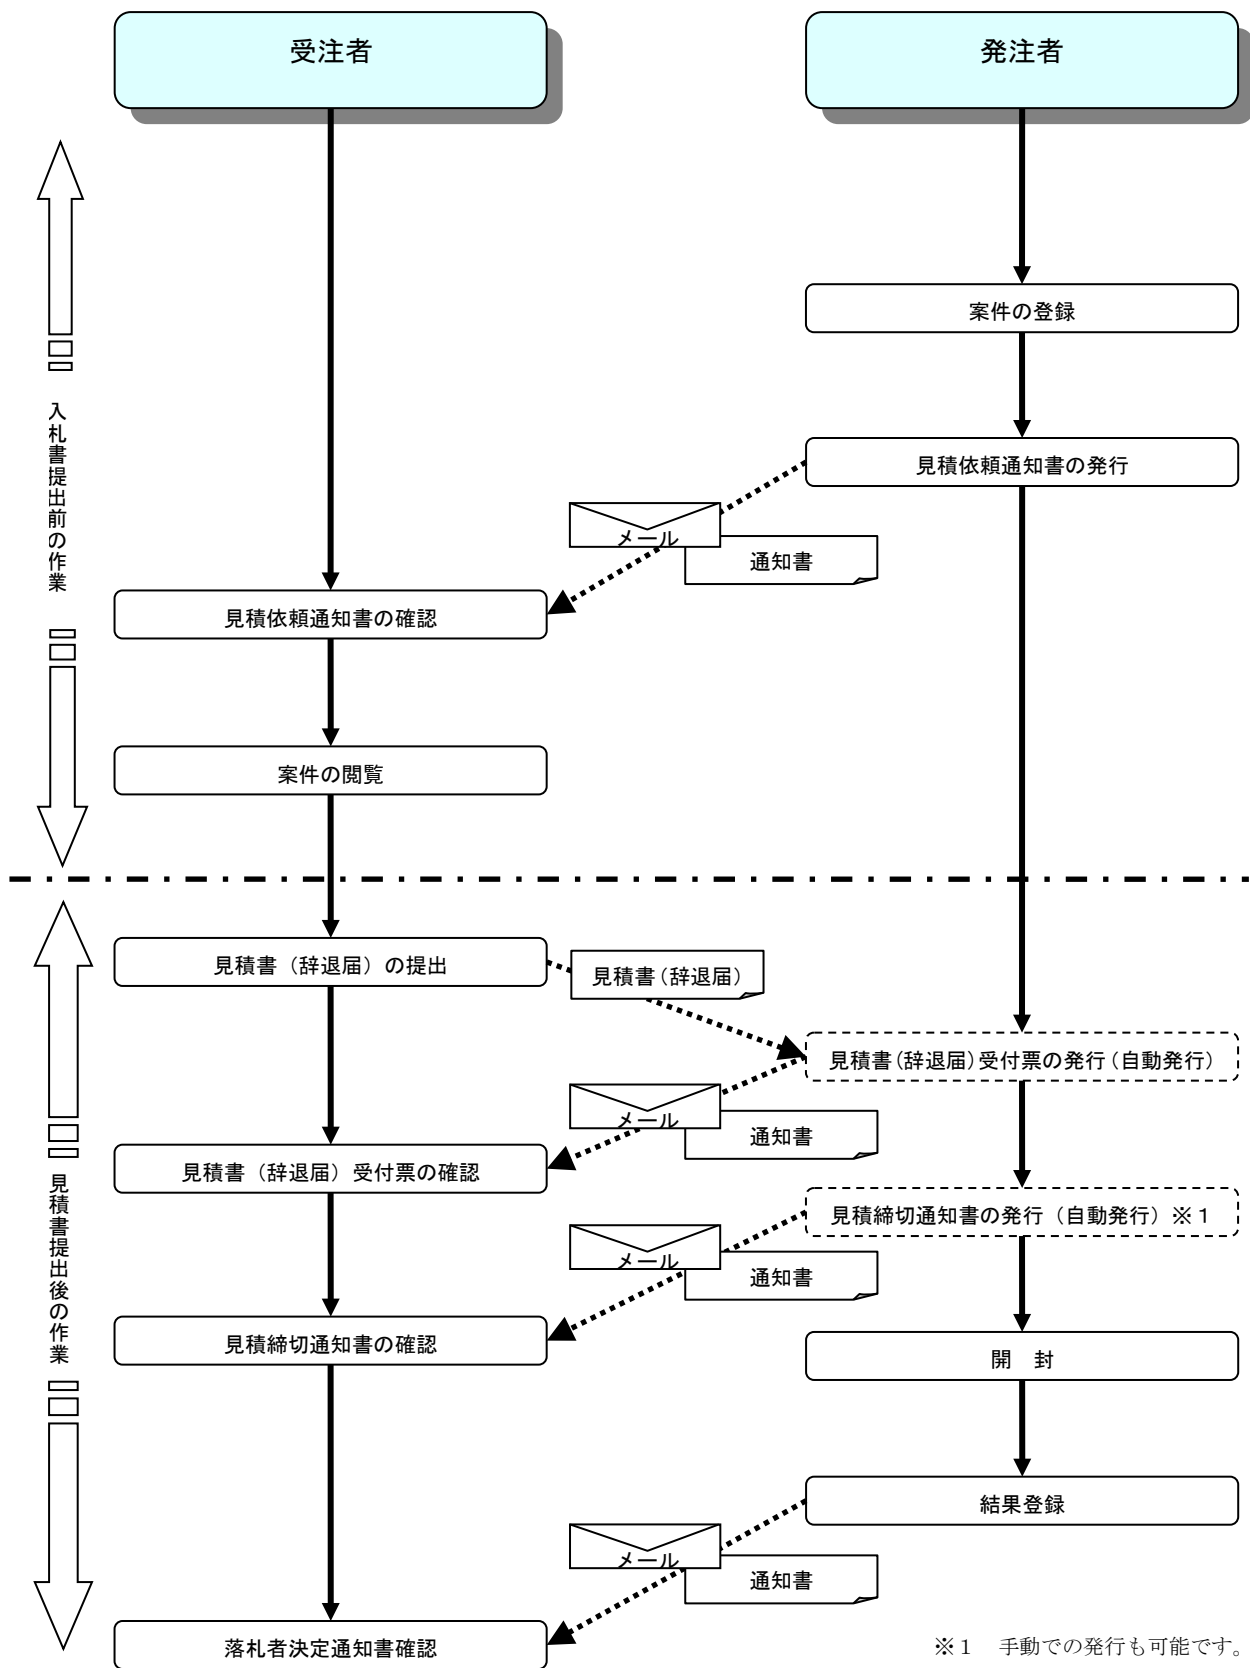 受注者
発注者
案件の登録
見積依頼通知書の発行
メール
通知書
見積依頼通知書の確認
入札書提出前の作業
案件の閲覧
見積書（辞退届）の提出
見積書（辞退届）
見積書（辞退届）受付票の発行（自動発行）
メール
通知書
見積書（辞退届）受付票の確認
見積締切通知書の発行（自動発行）※１
メール
通知書
見積書提出後の作業
見積締切通知書の確認
開　封
結果登録
メール
通知書
落札者決定通知書確認
※１　手動での発行も可能です。